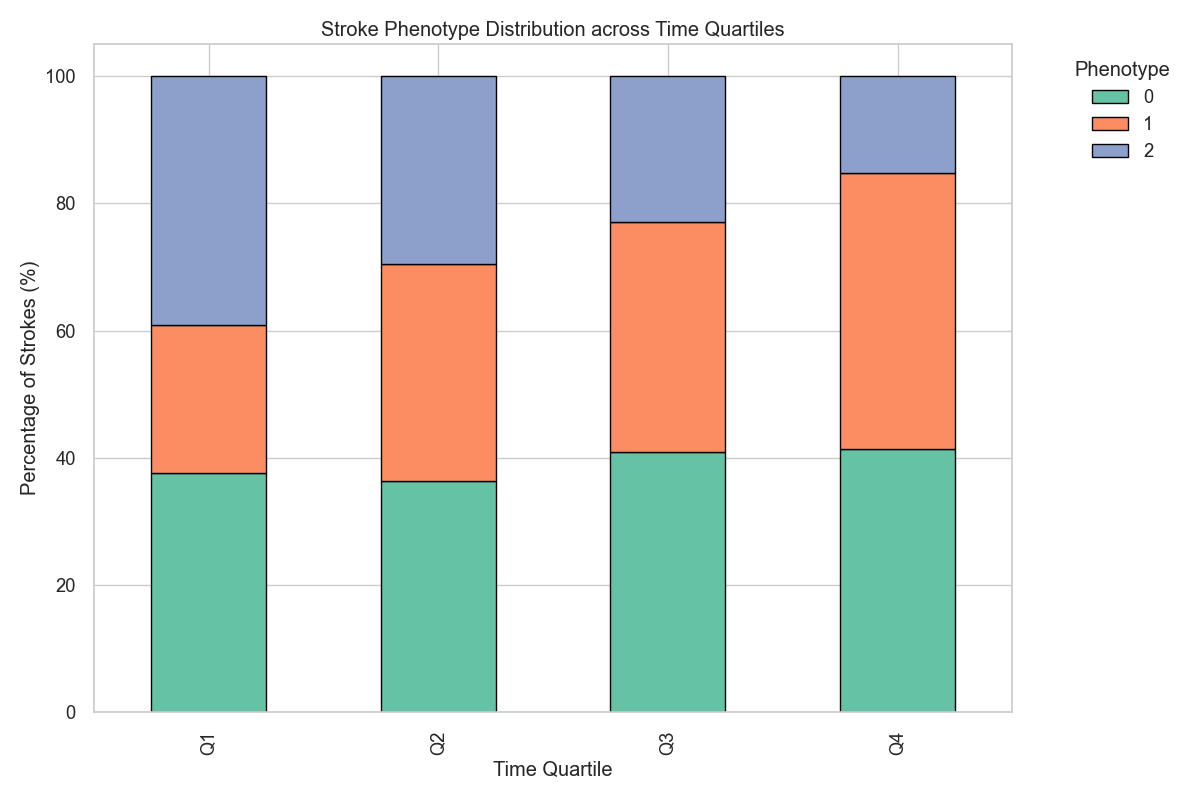 Stroke Phenotype Distribution across Time Quartiles
Phenotype
0
1
2
Percentage of Strokes (%)
100
80
60
40
20
0
Q1
Q2
Q3
Q4
Time Quartile